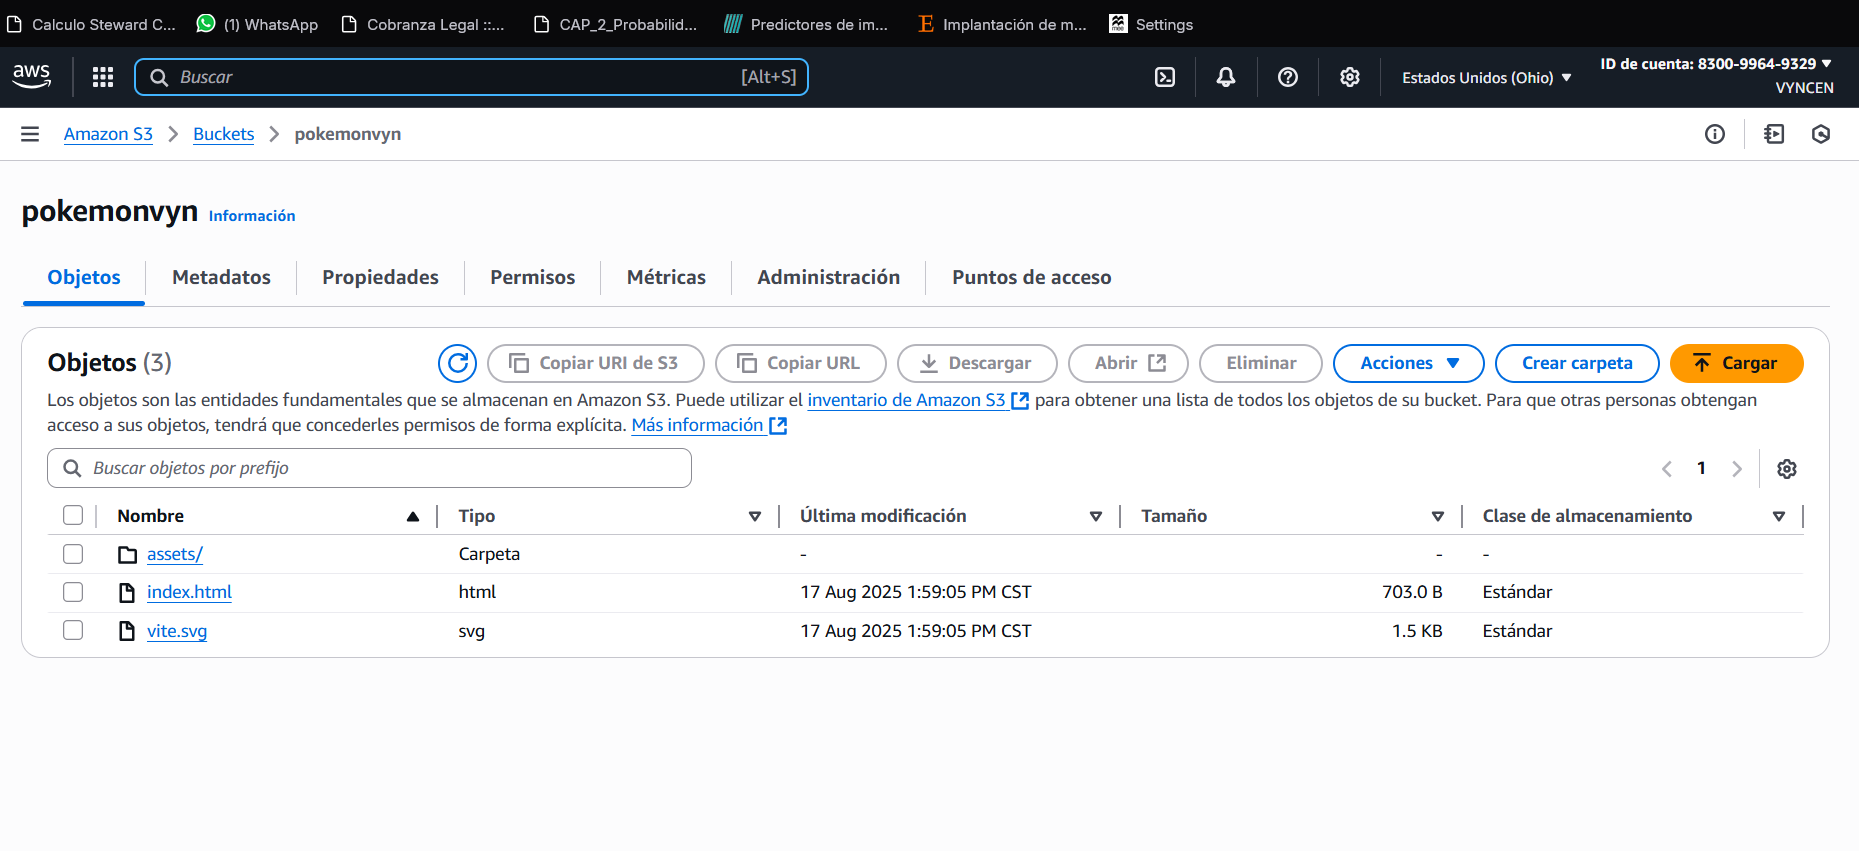 Calculo Steward C... (1) WhatsApp Cobranza Legal ::.... CAP_2_Probabilid... Predictores de im... Implantación de m... Settings
aws Buscar [Alt+S] Estados Unidos (Ohio) ID de cuenta: 8300-9964-9329
VYNCEN
Amazon S3 Buckets pokemonvyn
pokemonvyn Información
Objetos Metadatos Propiedades Permisos Métricas Administración Puntos de acceso
Objetos (3) Copiar URI de S3 Copiar URL Descargar Abrir Eliminar Acciones Crear carpeta Cargar
Los objetos son las entidades fundamentales que se almacenan en Amazon S3. Puede utilizar el inventario de Amazon S3 para obtener una lista de todos los objetos de su bucket. Para que otras personas obtengan
acceso a sus objetos, tendrá que concederles permisos de forma explícita. Más información
Buscar objetos por prefijo 1
Nombre Tipo Última modificación Tamaño Clase de almacenamiento
assets/ Carpeta - - -
index.html html 17 Aug 2025 1:59:05 PM CST 703.0 B Estándar
vite.svg svg 17 Aug 2025 1:59:05 PM CST 1.5 KB Estándar